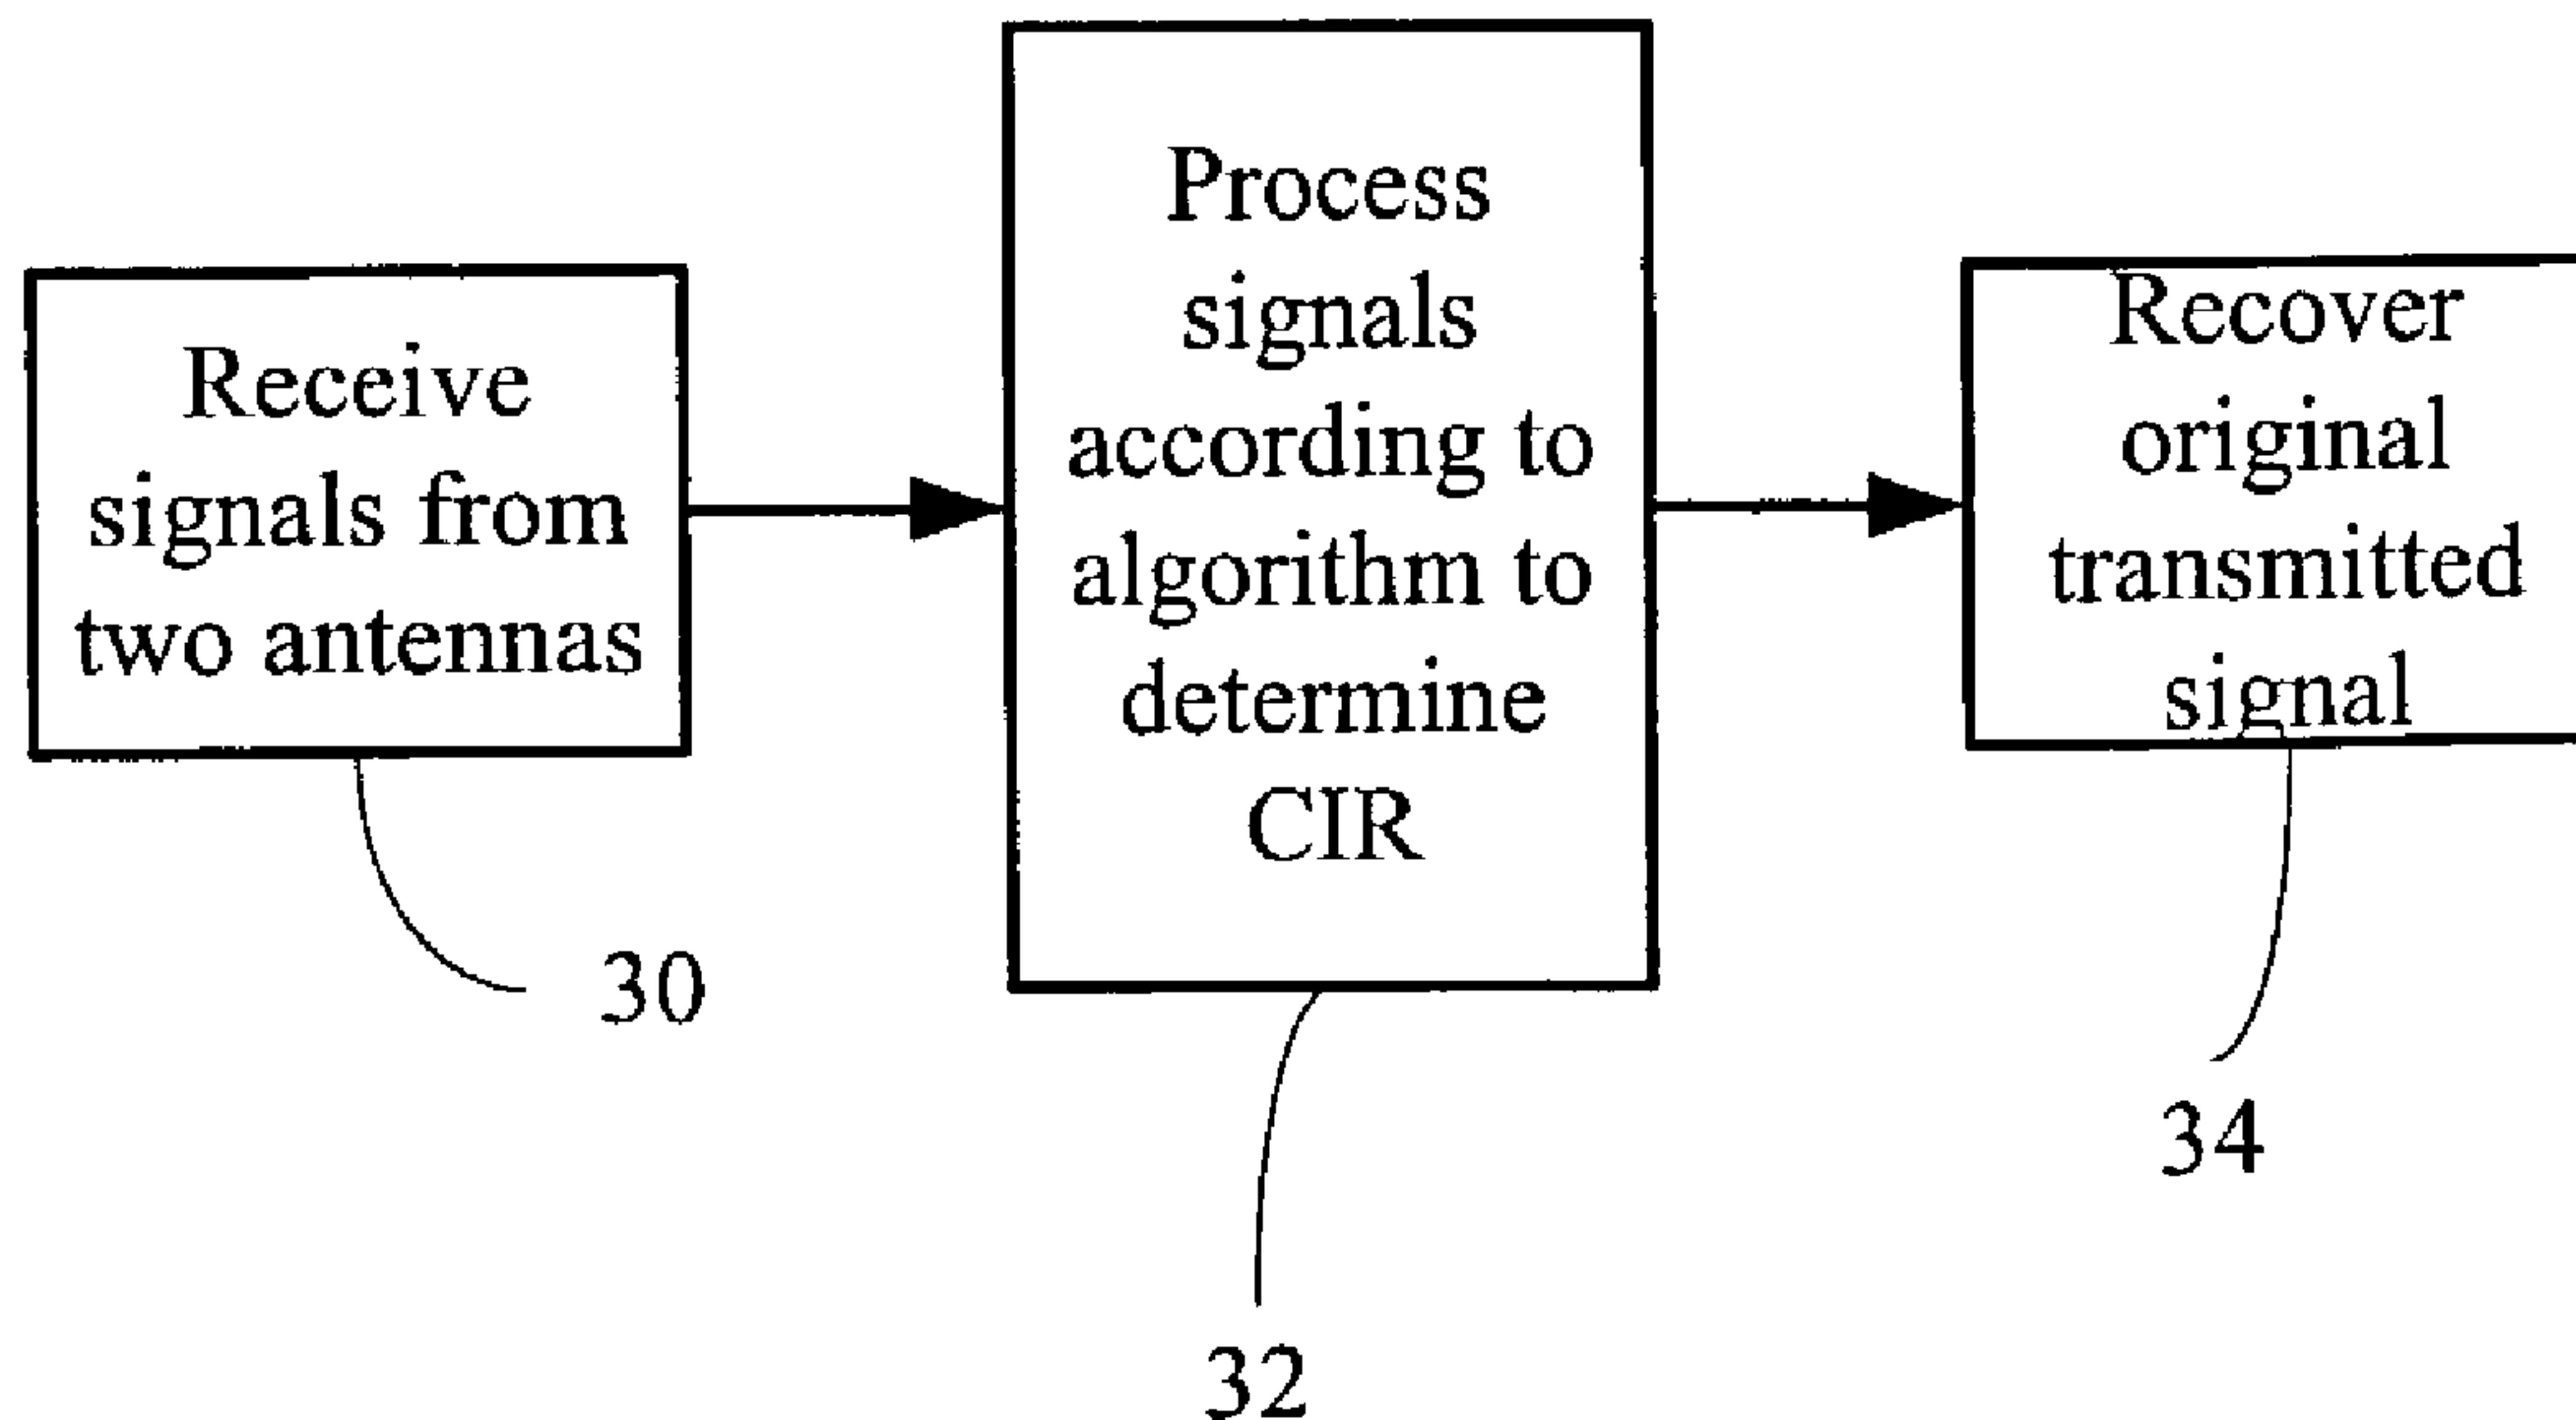 Receive
signals from
two antennas
30
Process
signals
according to
algorithm to
determine
CIR
32
Recover
original
transmitted
signal
34